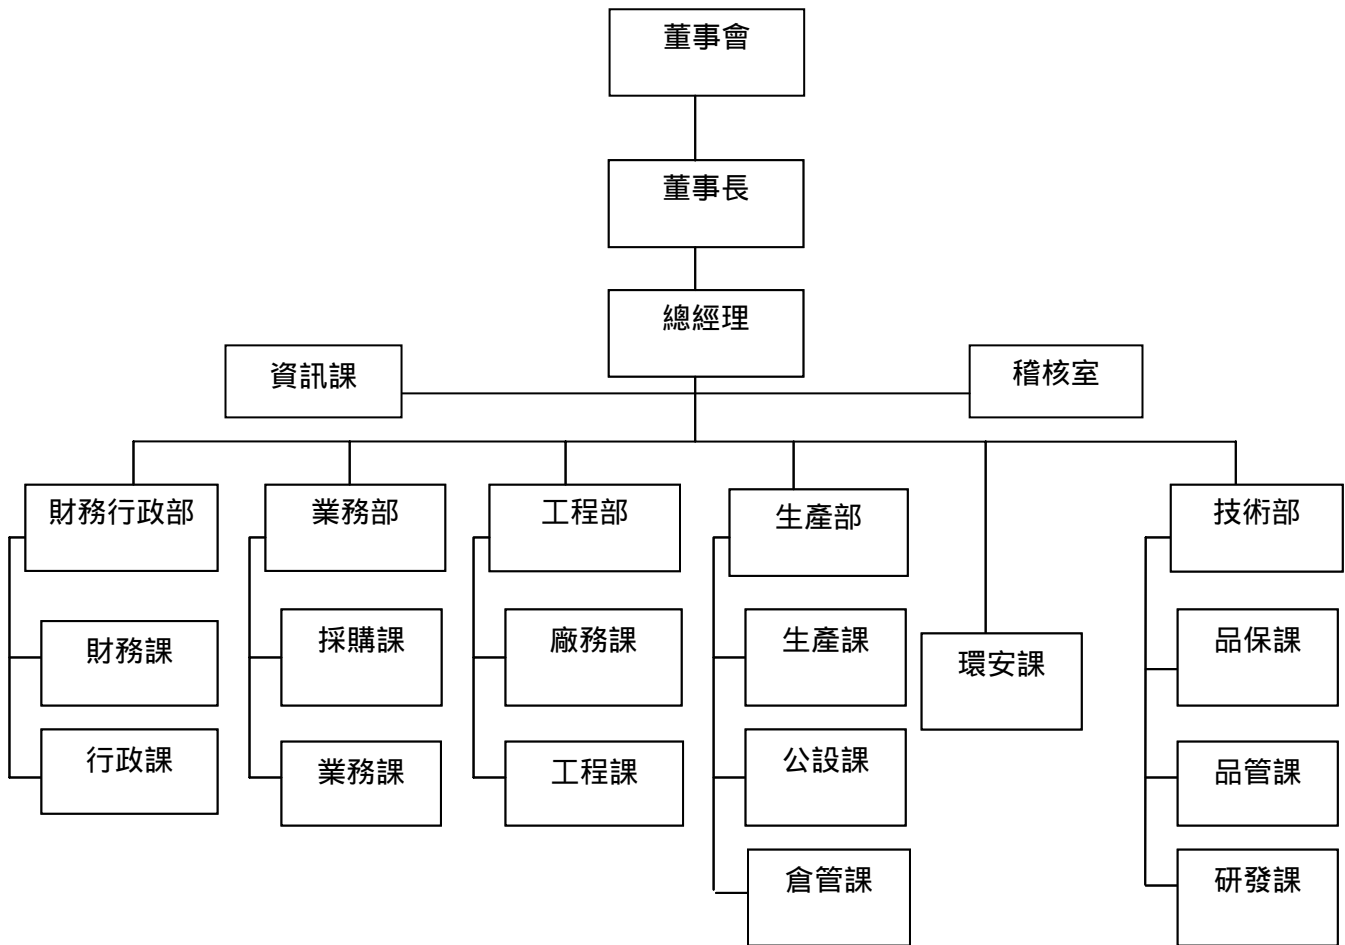 董事會
董事長
總經理
資訊課
稽核室
財務行政部
業務部
工程部
生產部
技術部
財務課
採購課
廠務課
生產課
環安課
品保課
行政課
業務課
工程課
公設課
品管課
倉管課
研發課